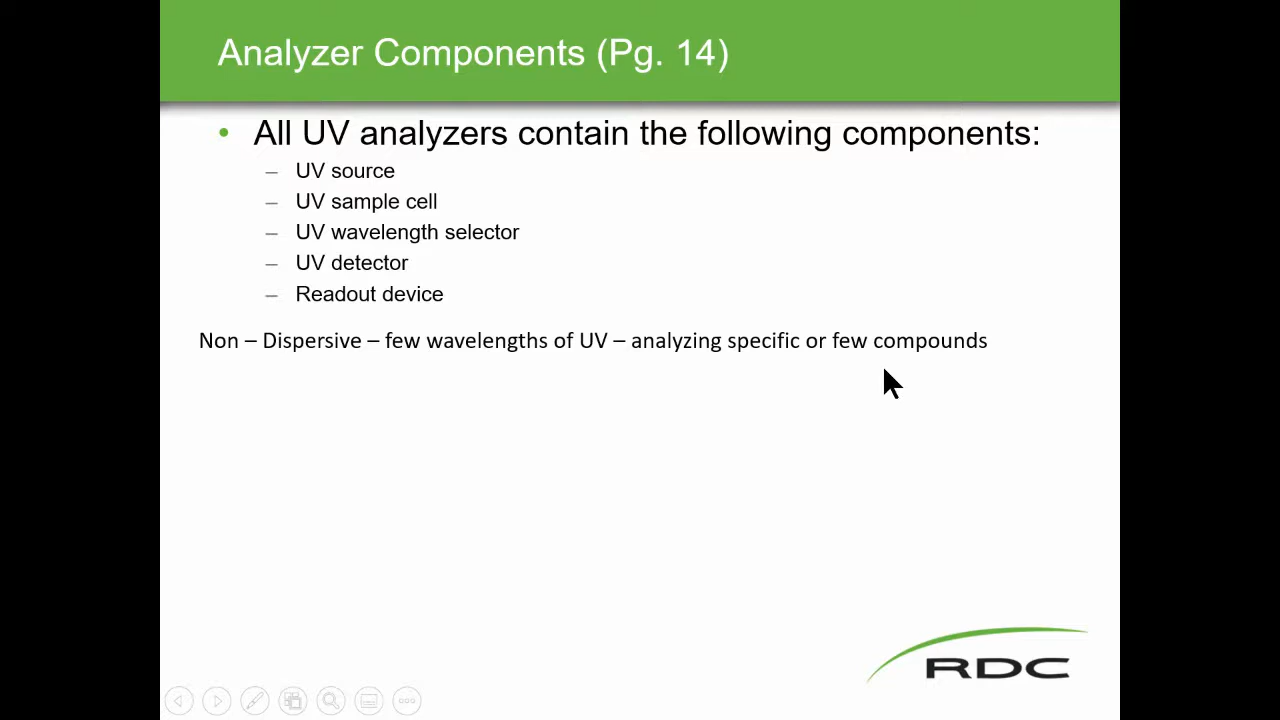 Analyzer Components (Pg. 14)
• All UV analyzers contain the following components:
– UV source
– UV sample cell
– UV wavelength selector
– UV detector
– Readout device
Non – Dispersive – few wavelengths of UV – analyzing specific or few compounds
RDC